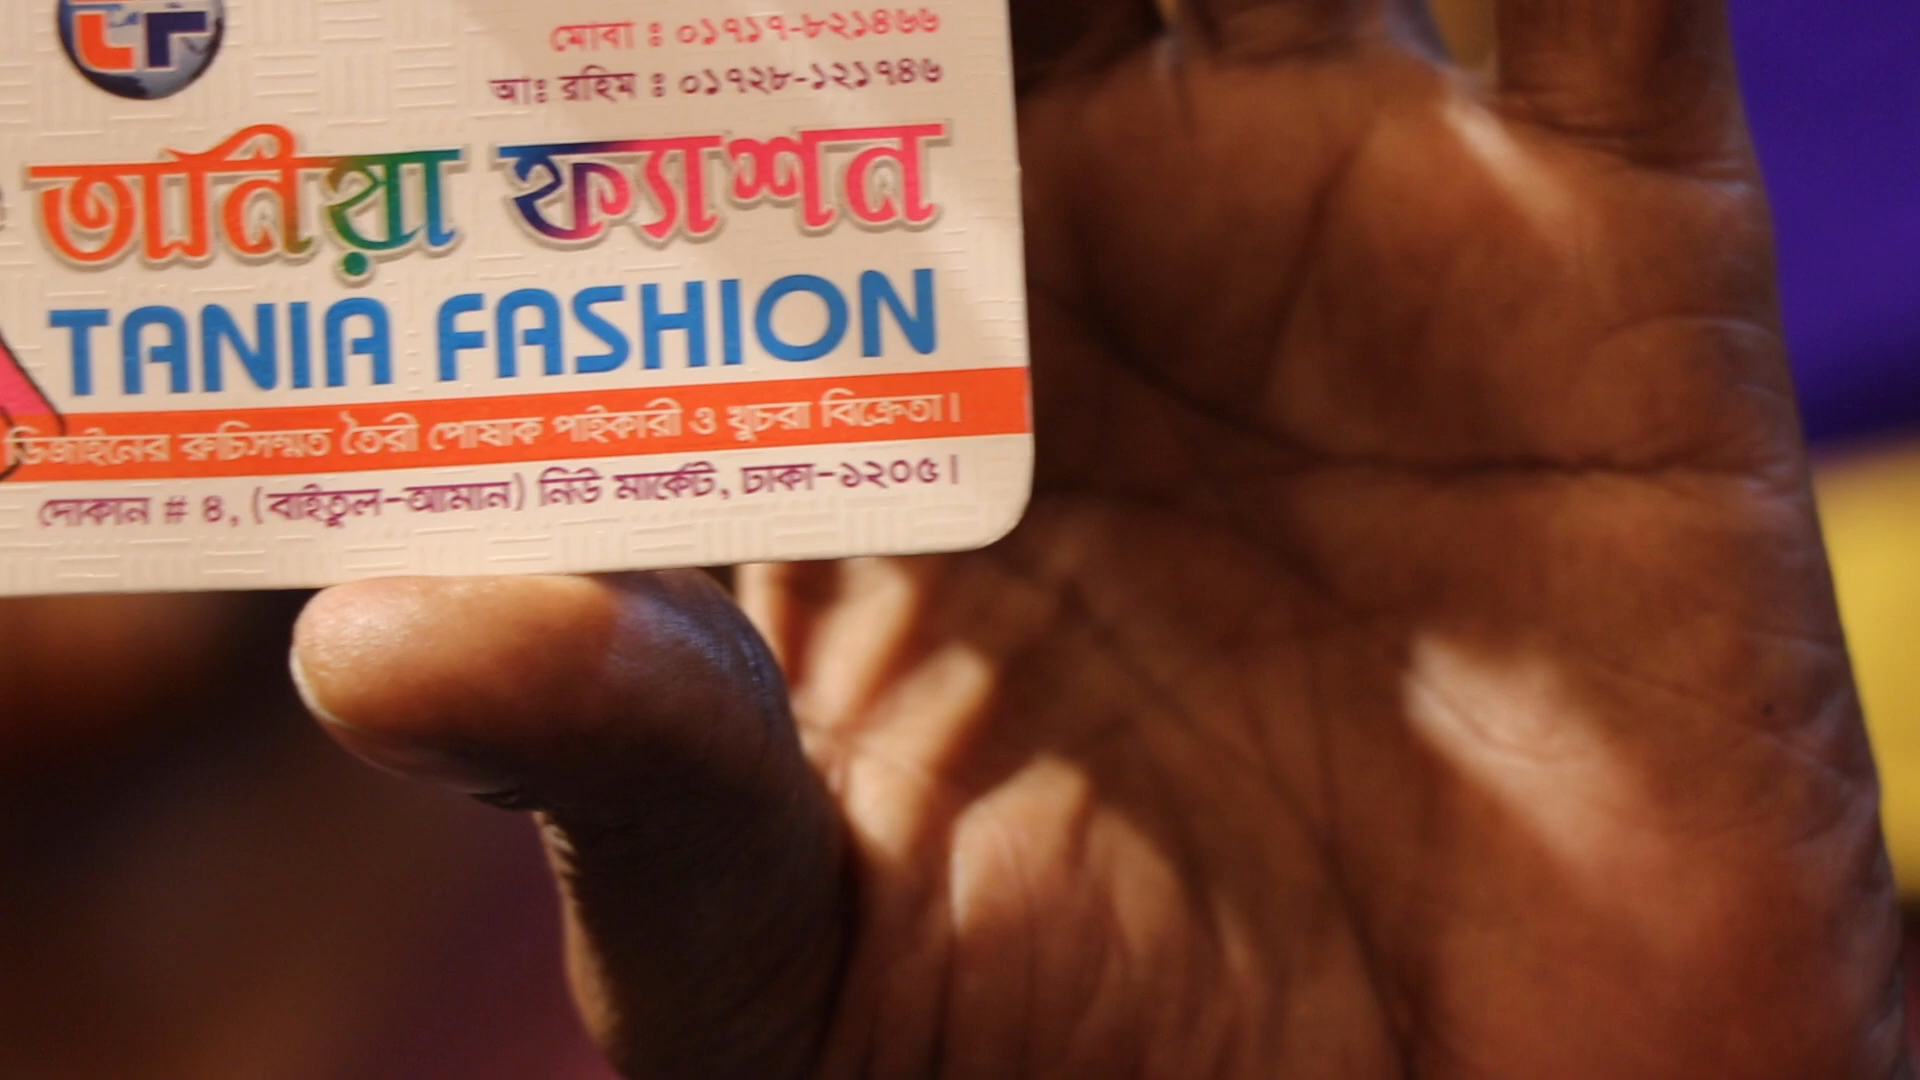 মোবা : ০১৭১৭-৮২১৪৬৬
আঃ রহিম : ০১৭২৮-১২১৭৪৬
তানিয়া ফ্যাশন
TANIA FASHION
ডিজাইনের রুচিসম্মত তৈরী পোষাক পাইকারী ও খুচরা বিক্রেতা।
দোকান # ৪, (বাইতুল-আমান) নিউ মার্কেট, ঢাকা-১২০৫।